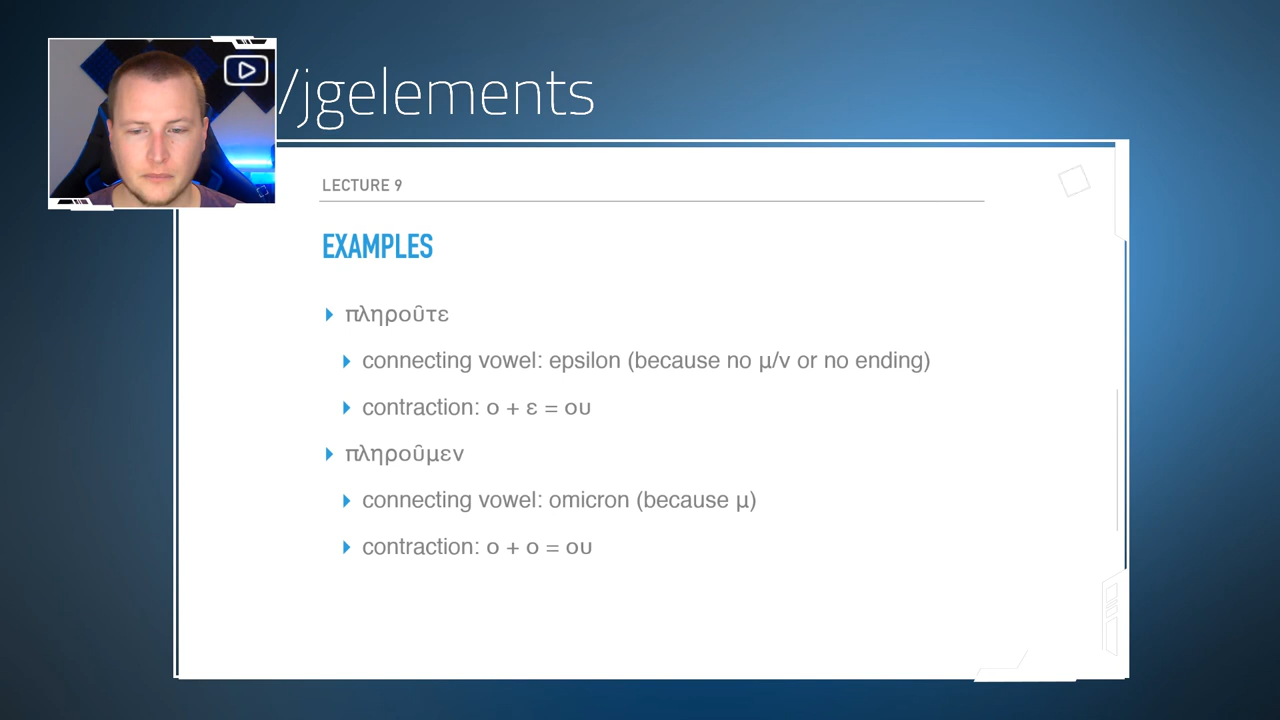 /jgelements
LECTURE 9
EXAMPLES
πληροῦτε
connecting vowel: epsilon (because no μ/ν or no ending)
contraction: ο + ε = ου
πληροῦμεν
connecting vowel: omicron (because μ)
contraction: ο + ο = ου